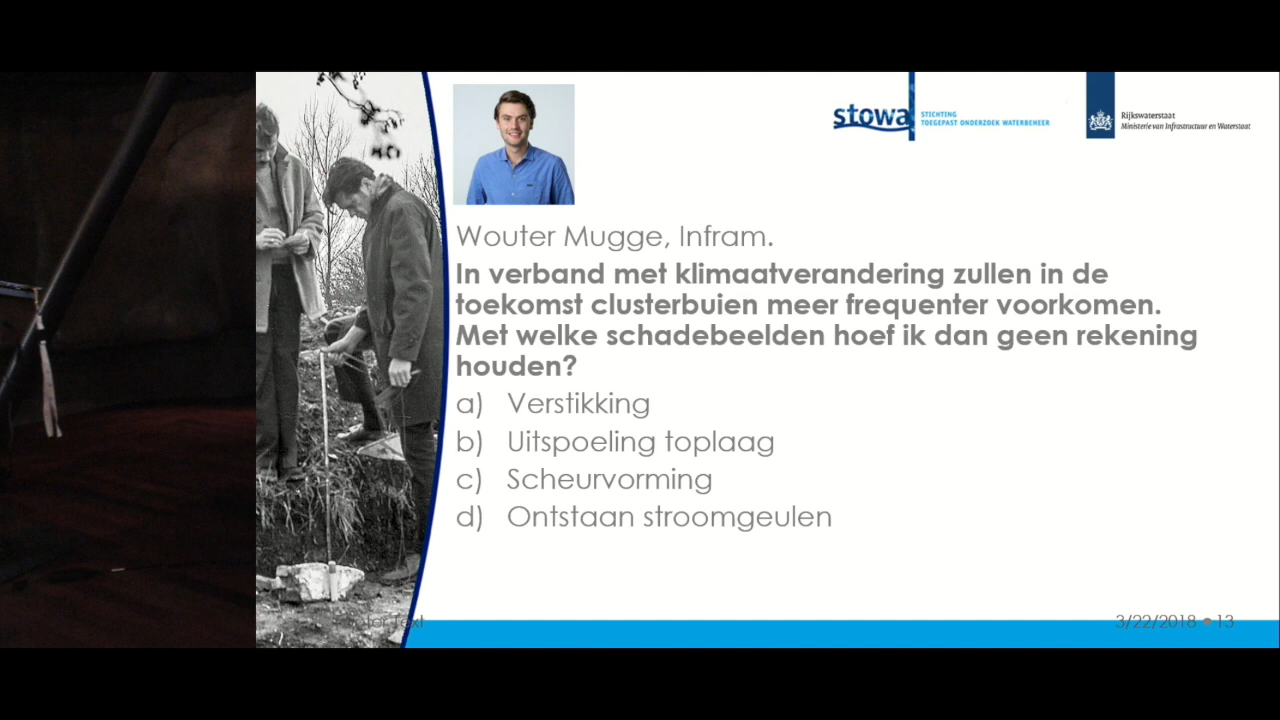 stowa
STICHTING
TOEGEPAST ONDERZOEK WATERBEHEER
Rijkswaterstaat
Ministerie van Infrastructuur en Waterstaat
Wouter Mugge, Infram.
In verband met klimaatverandering zullen in de
toekomst clusterbuien meer frequenter voorkomen.
Met welke schadebeelden hoef ik dan geen rekening
houden?
a) Verstikking
b) Uitspoeling toplaag
c) Scheurvorming
d) Ontstaan stroomgeulen
Text
3/22/2018 • 13